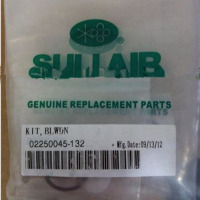 SULLAIR
GENUINE REPLACEMENT PARTS
KIT, BLWDN
02250045-132
Mfg.Date:09/13/12